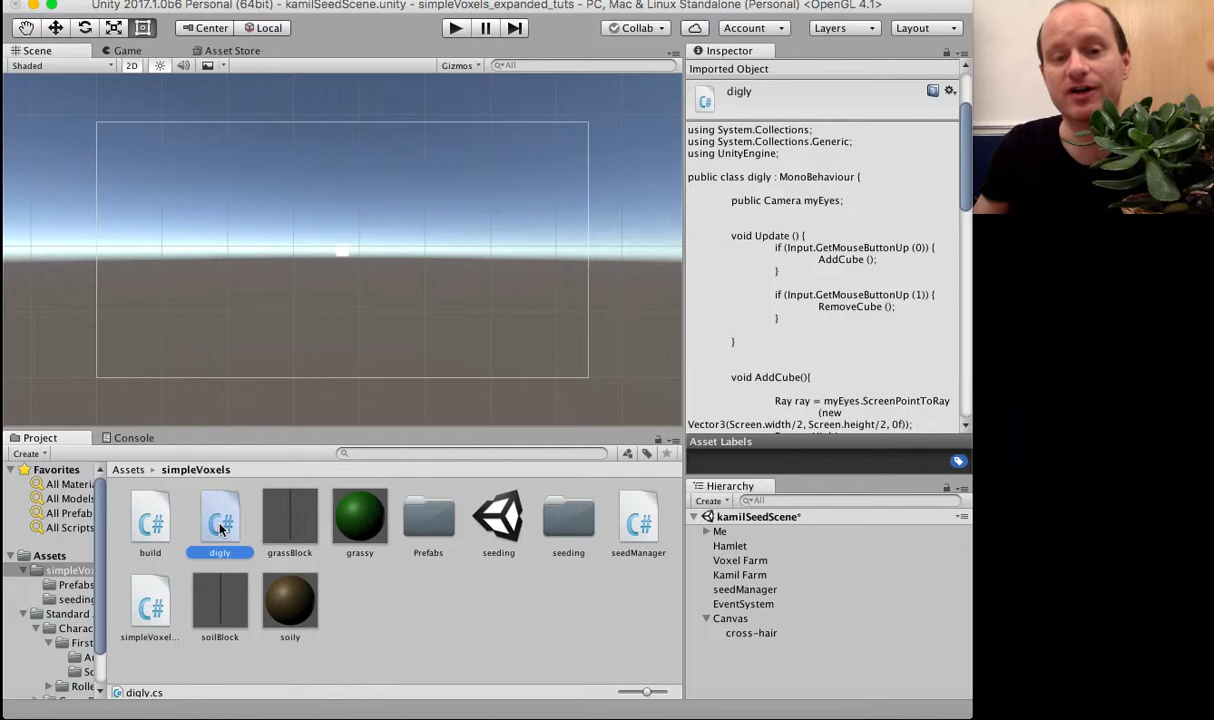 Unity 2017.1.0b6 Personal (64bit) - kamilSeedScene.unity - simpleVoxels_expanded_tuts - PC, Mac & Linux Standalone (Personal) <OpenGL 4.1>
Center Local Collab Account Layers Layout
Scene Game Asset Store
Shaded 2D Gizmos All
Inspector
Imported Object
digly
C#
using System.Collections;
using System.Collections.Generic;
using UnityEngine;
public class digly : MonoBehaviour {
public Camera myEyes;
void Update () {
if (Input.GetMouseButtonUp (0)) {
AddCube ();
}
if (Input.GetMouseButtonUp (1)) {
RemoveCube ();
}
}
void AddCube(){
Ray ray = myEyes.ScreenPointToRay
(new
Vector3(Screen.width/2, Screen.height/2, 0f));
Asset Labels
Project Console
Create
Favorites
All Materi
All Models
All Prefab
All Scripts
Assets
simpleVox
Prefabs
seeding
Standard
Charac
First
Au
Sc
Rolle
Assets simpleVoxels
C# C# C#
build digly grassBlock grassy Prefabs seeding seeding seedManager
C#
simpleVoxel... soilBlock soily
C# digly.cs
Hierarchy
Create All
kamilSeedScene*
Me
Hamlet
Voxel Farm
Kamil Farm
seedManager
EventSystem
Canvas
cross-hair